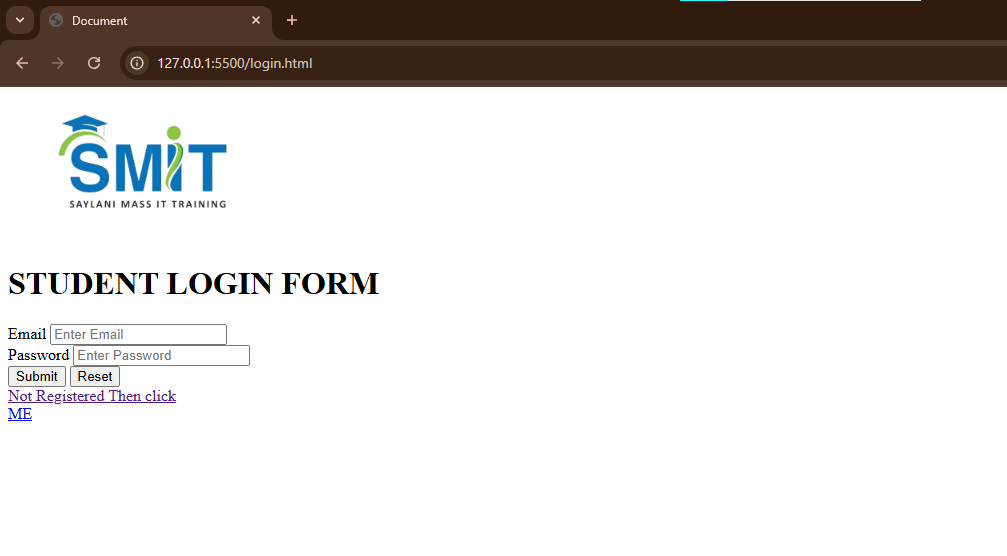 Document
127.0.0.1:5500/login.html
SMiT
SAYLANI MASS IT TRAINING
STUDENT LOGIN FORM
Email Enter Email
Password Enter Password
Submit Reset
Not Registered Then click
ME